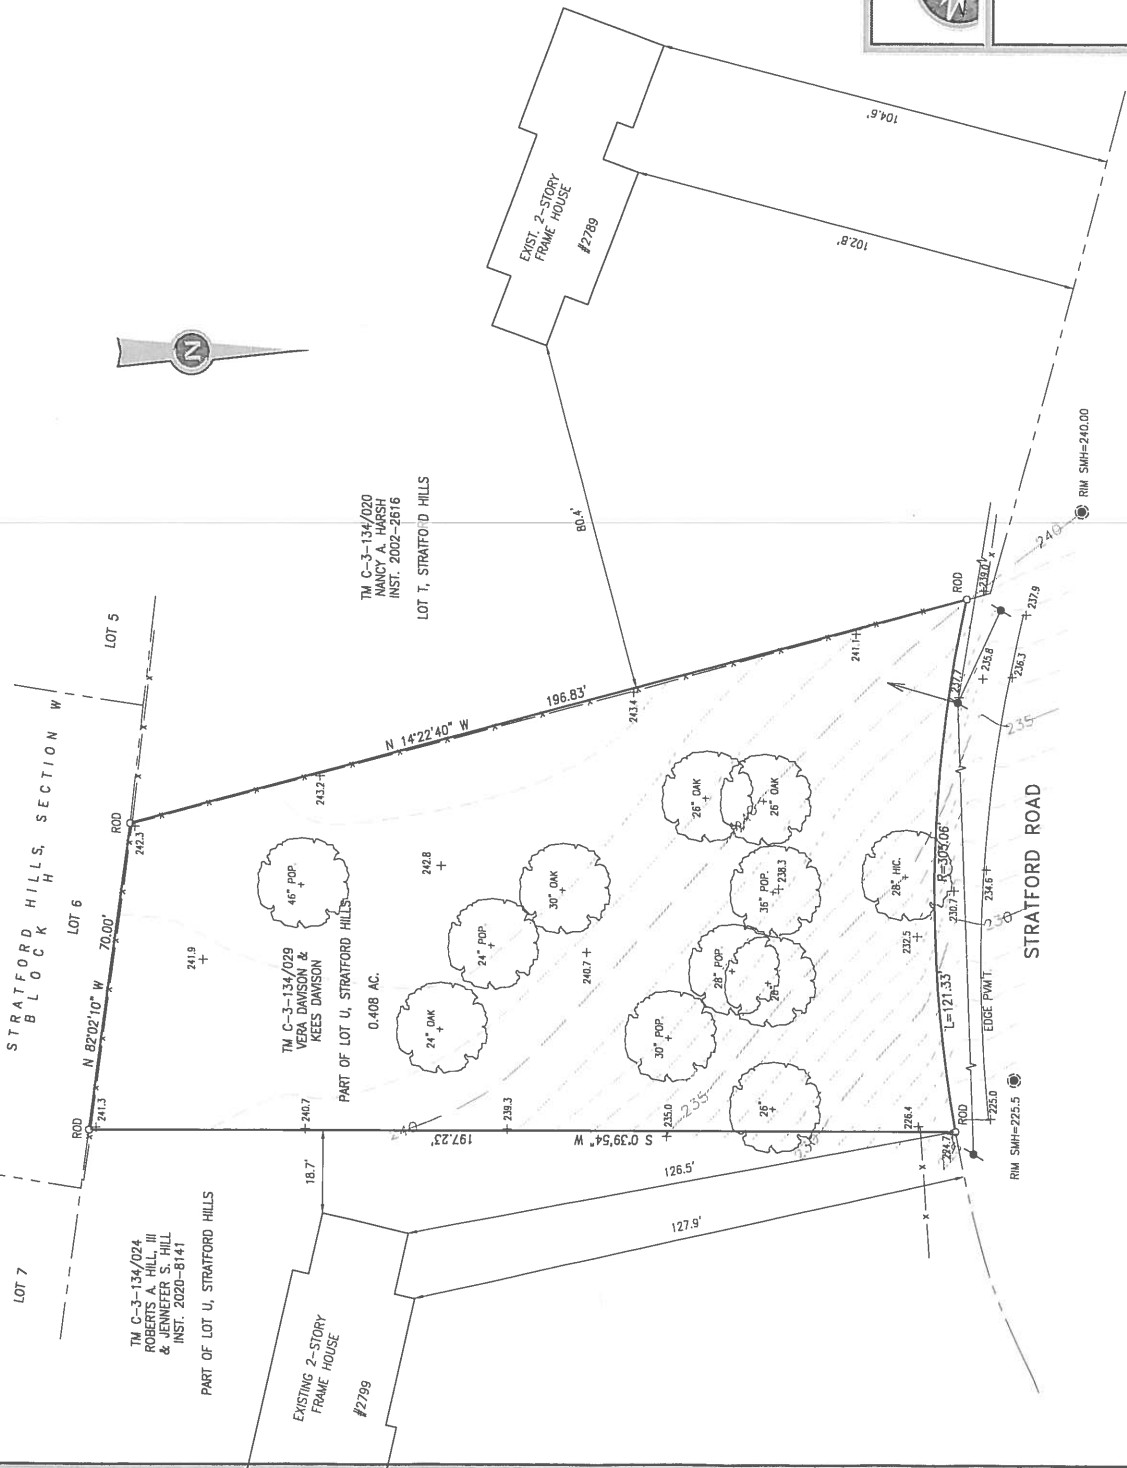 STRATFORD HILLS, SECTION W
BLOCK H
LOT 5
LOT 6
LOT 7
N 82°02'10" W 70.00'
ROD
241.3
ROD
242.3
241.9
N
TM C-3-134/020
NANCY A. HARSH
INST. 2002-2616
LOT T, STRATFORD HILLS
EXIST. 2-STORY
FRAME HOUSE
#2789
104.6'
102.8'
80.4'
N 14°22'40" W
196.83'
243.2
243.4
241.1
46" POP.
242.8
TM C-3-134/029
VERA DAVISON &
KEES DAVISON
PART OF LOT U, STRATFORD HILLS
0.408 AC.
24" POP.
30" OAK
24" OAK
240.7
240.7
239.3
235.0
226.4
224.7
197.23'
S 0°39'54" W
240
235
26" OAK
26" OAK
36" POP.
238.3
28" POP.
28"
30" POP.
26"
28" HIC.
232.5
230.7
R=305.06'
L=121.33'
ROD
239.0
237.7
235.8
236.3
237.9
234.6
240
235
230
RIM SMH=240.00
EDGE PVM'T.
STRATFORD ROAD
225.0
ROD
RIM SMH=225.5
TM C-3-134/024
ROBERTS A. HILL, III
& JENNEFER S. HILL
INST. 2020-8141
PART OF LOT U, STRATFORD HILLS
18.7'
126.5'
127.9'
EXISTING 2-STORY
FRAME HOUSE
#2799